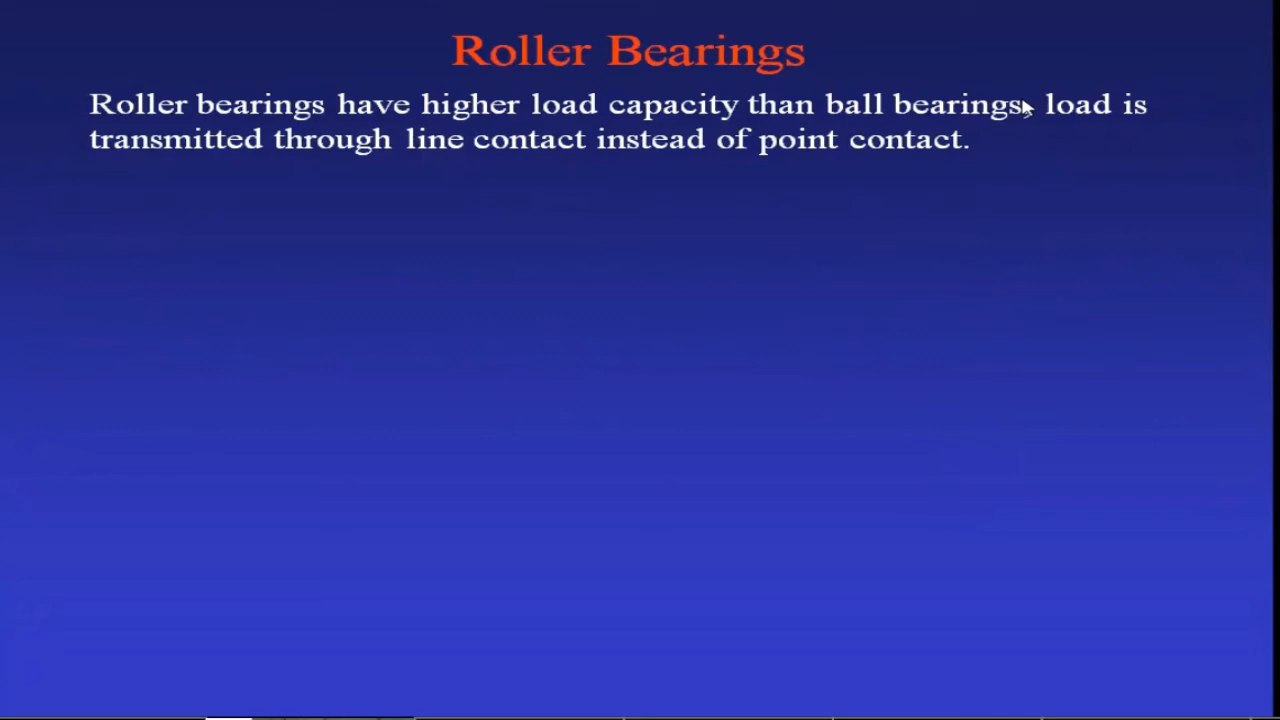 Roller Bearings
Roller bearings have higher load capacity than ball bearings, load is
transmitted through line contact instead of point contact.